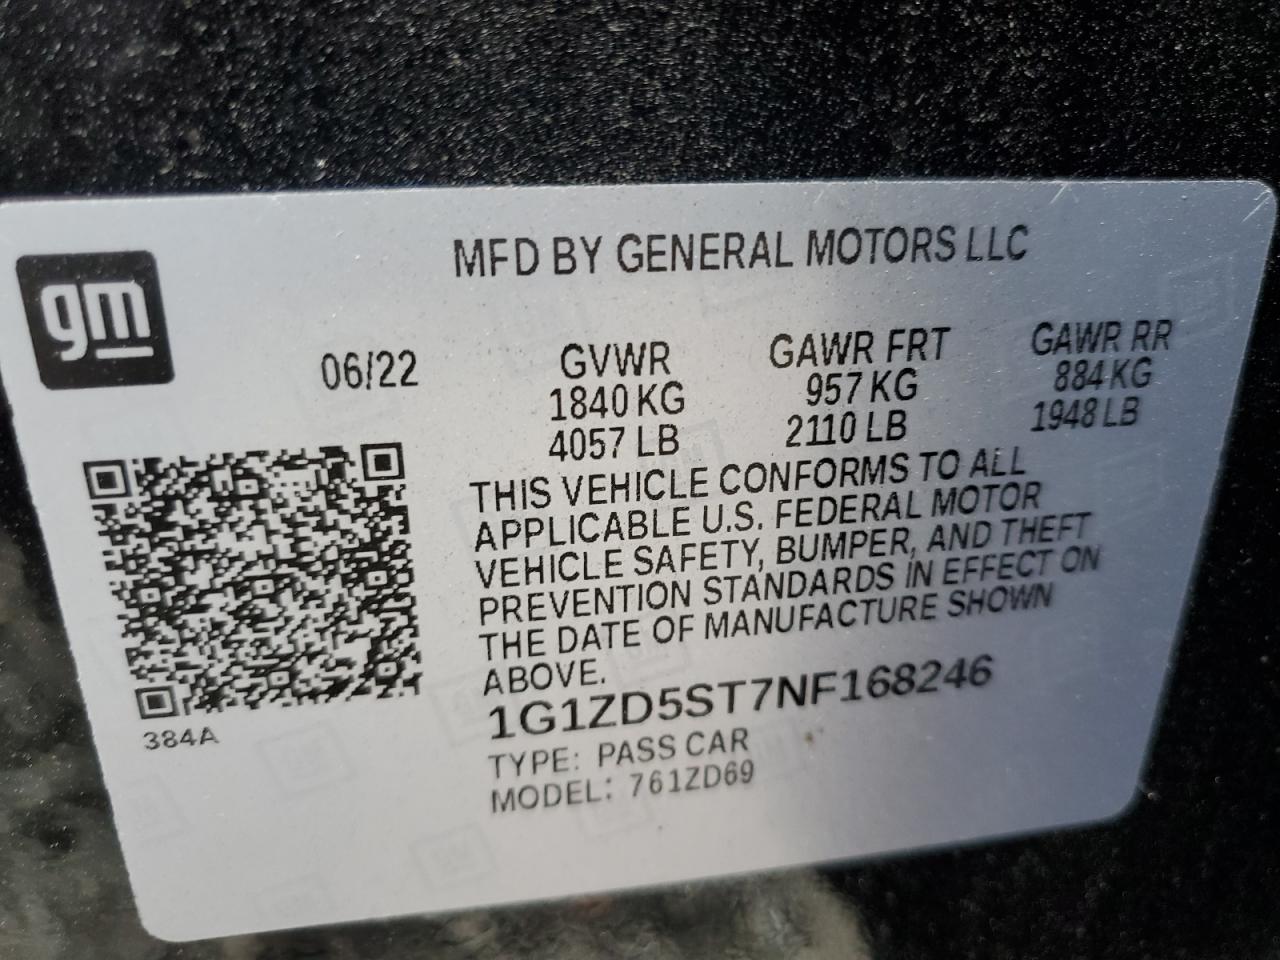 MFD BY GENERAL MOTORS LLC
gm
06/22 GVWR GAWR FRT GAWR RR
1840 KG 957 KG 884 KG
4057 LB 2110 LB 1948 LB
THIS VEHICLE CONFORMS TO ALL
APPLICABLE U.S. FEDERAL MOTOR
VEHICLE SAFETY, BUMPER, AND THEFT
PREVENTION STANDARDS IN EFFECT ON
THE DATE OF MANUFACTURE SHOWN
ABOVE.
1G1ZD5ST7NF168246
384A
TYPE: PASS CAR
MODEL: 761ZD69